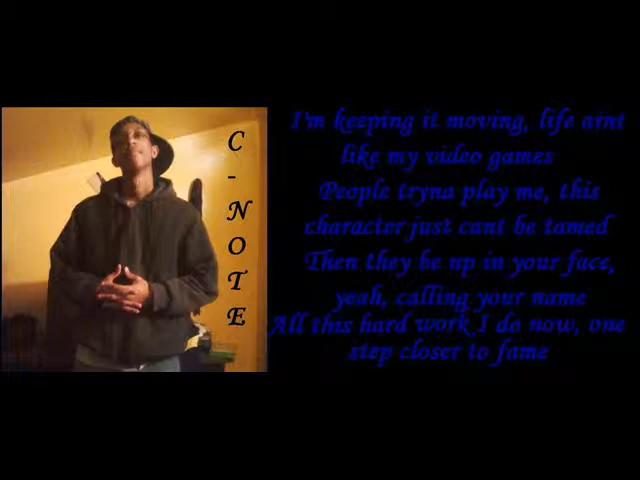 C
-
N
O
T
E
I'm keeping it moving, life aint
like my video games
People tryna play me, this
character just cant be tamed
Then they be up in your face,
yeah, calling your name
All this hard work I do now, one
step closer to fame